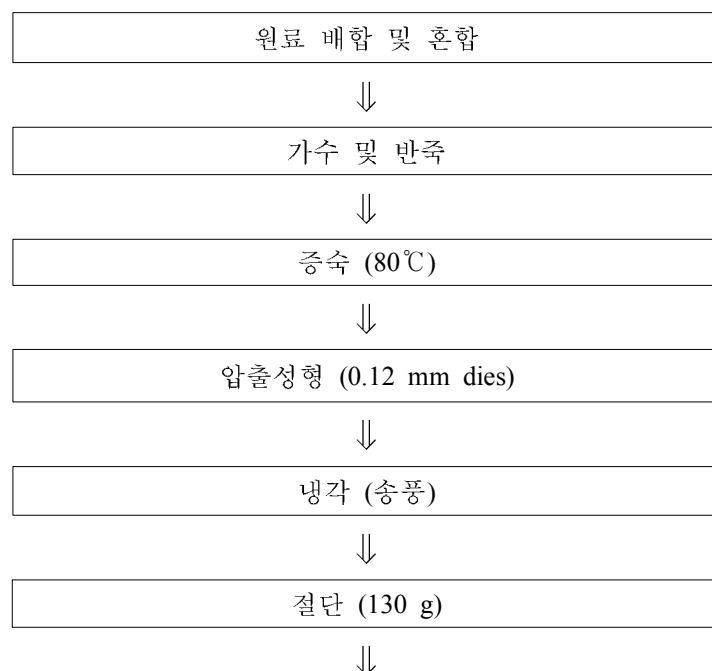 원료 배합 및 혼합
⇓
가수 및 반죽
⇓
증숙 (80℃)
⇓
압출성형 (0.12 mm dies)
⇓
냉각 (송풍)
⇓
절단 (130 g)
⇓